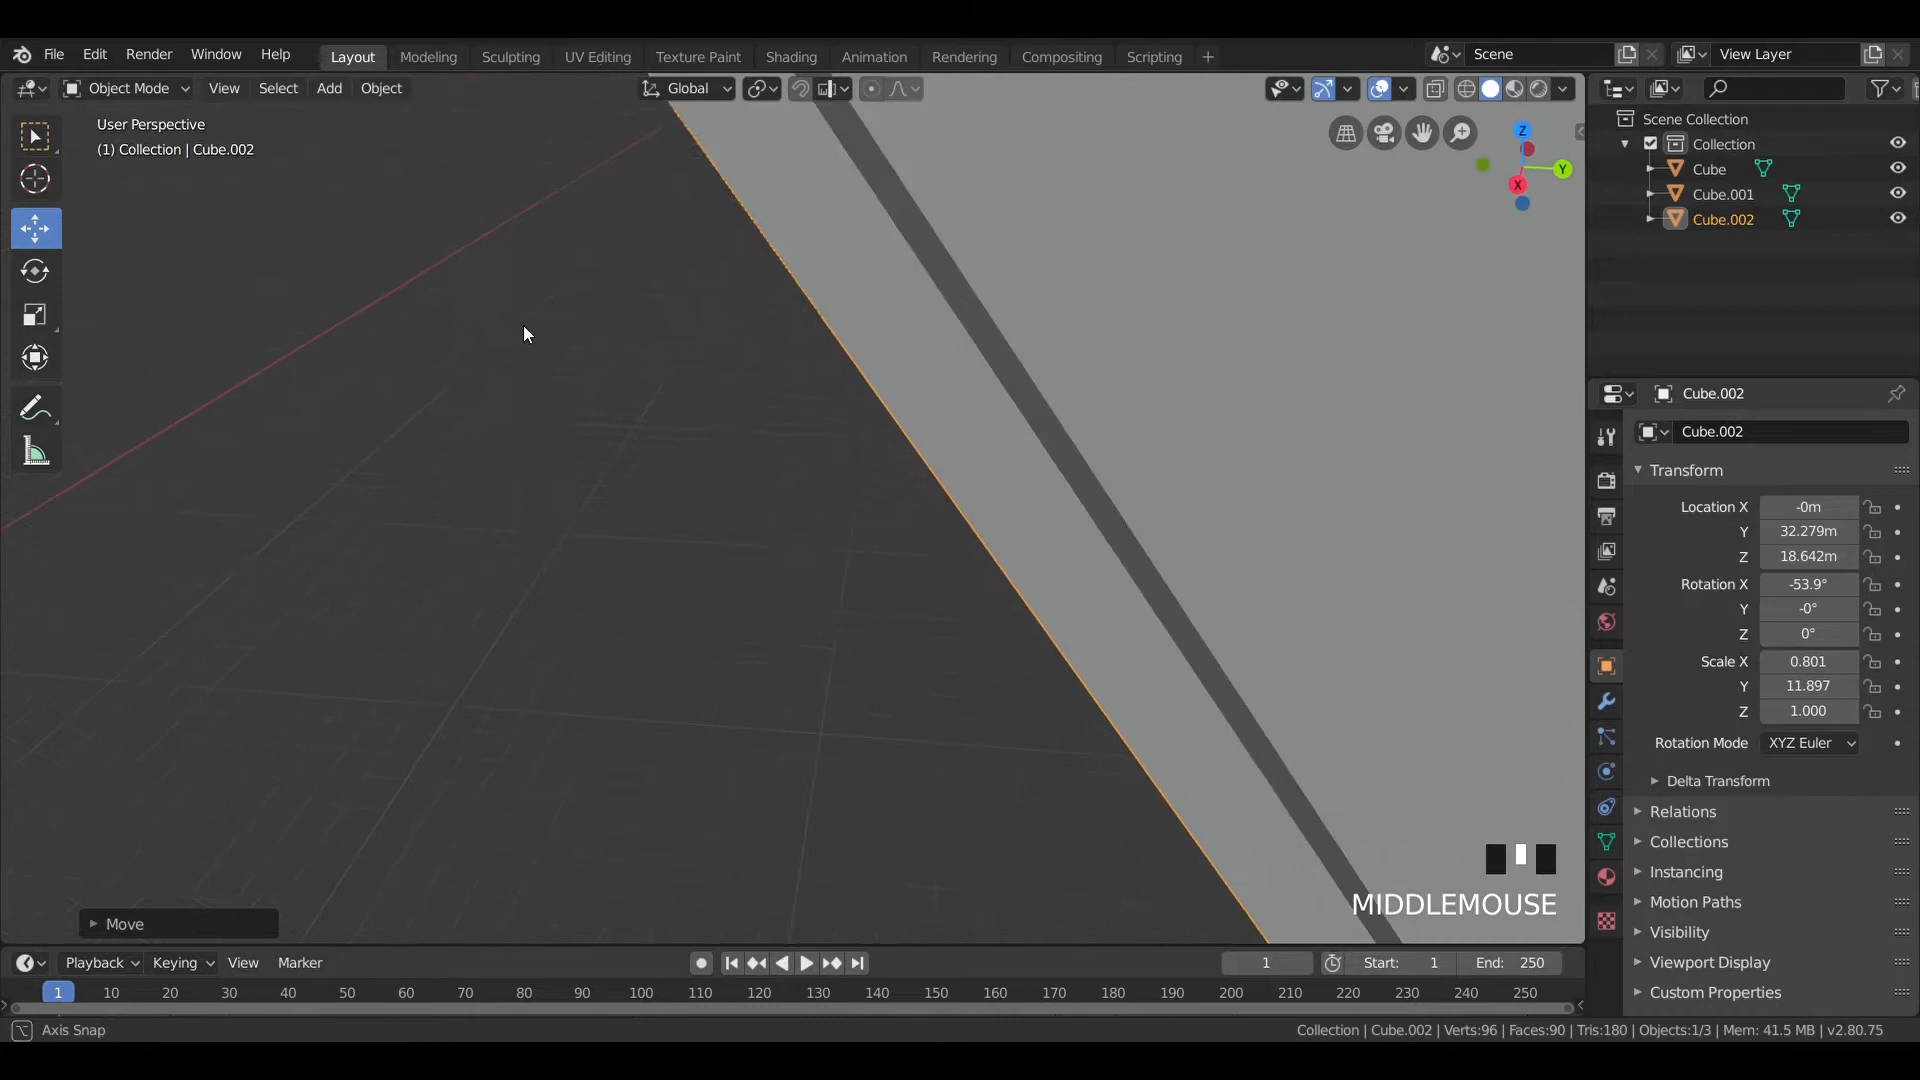 File Edit Render Window Help Layout Modeling Sculpting UV Editing Texture Paint Shading Animation Rendering Compositing Scripting + Scene View Layer
Object Mode View Select Add Object Global
User Perspective
(1) Collection | Cube.002
Z
Y
X
Scene Collection
Collection
Cube
Cube.001
Cube.002
Cube.002
Cube.002
Transform
Location X -0m
Y 32.279m
Z 18.642m
Rotation X -53.9°
Y -0°
Z 0°
Scale X 0.801
Y 11.897
Z 1.000
Rotation Mode XYZ Euler
Delta Transform
Relations
Collections
Instancing
Motion Paths
Visibility
Viewport Display
Custom Properties
MIDDLEMOUSE
Move
Playback Keying View Marker 1 Start: 1 End: 250
1 10 20 30 40 50 60 70 80 90 100 110 120 130 140 150 160 170 180 190 200 210 220 230 240 250
Axis Snap
Collection | Cube.002 | Verts:96 | Faces:90 | Tris:180 | Objects:1/3 | Mem: 41.5 MB | v2.80.75